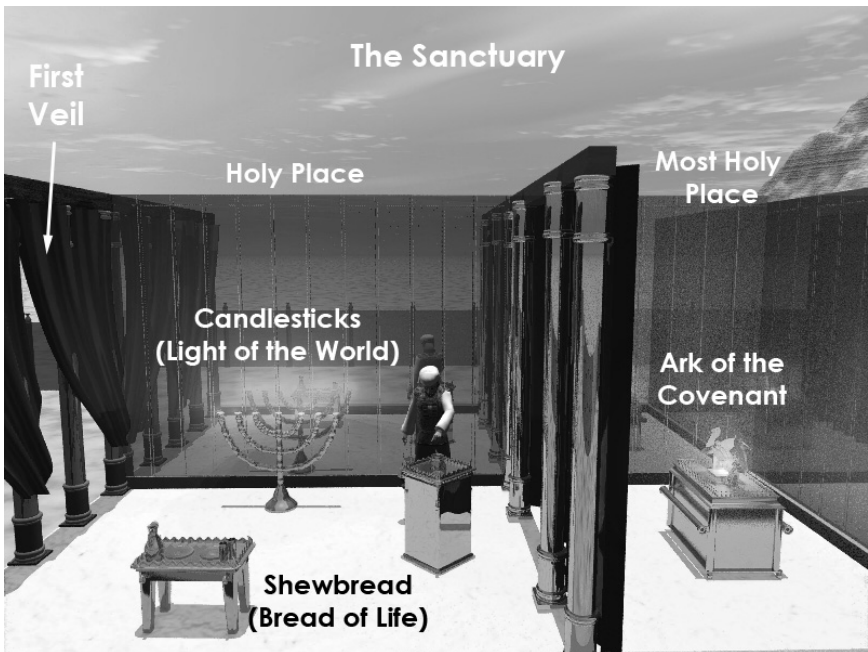 The Sanctuary
First
Veil
Holy Place
Most Holy
Place
Candlesticks
(Light of the World)
Ark of the
Covenant
Shewbread
(Bread of Life)